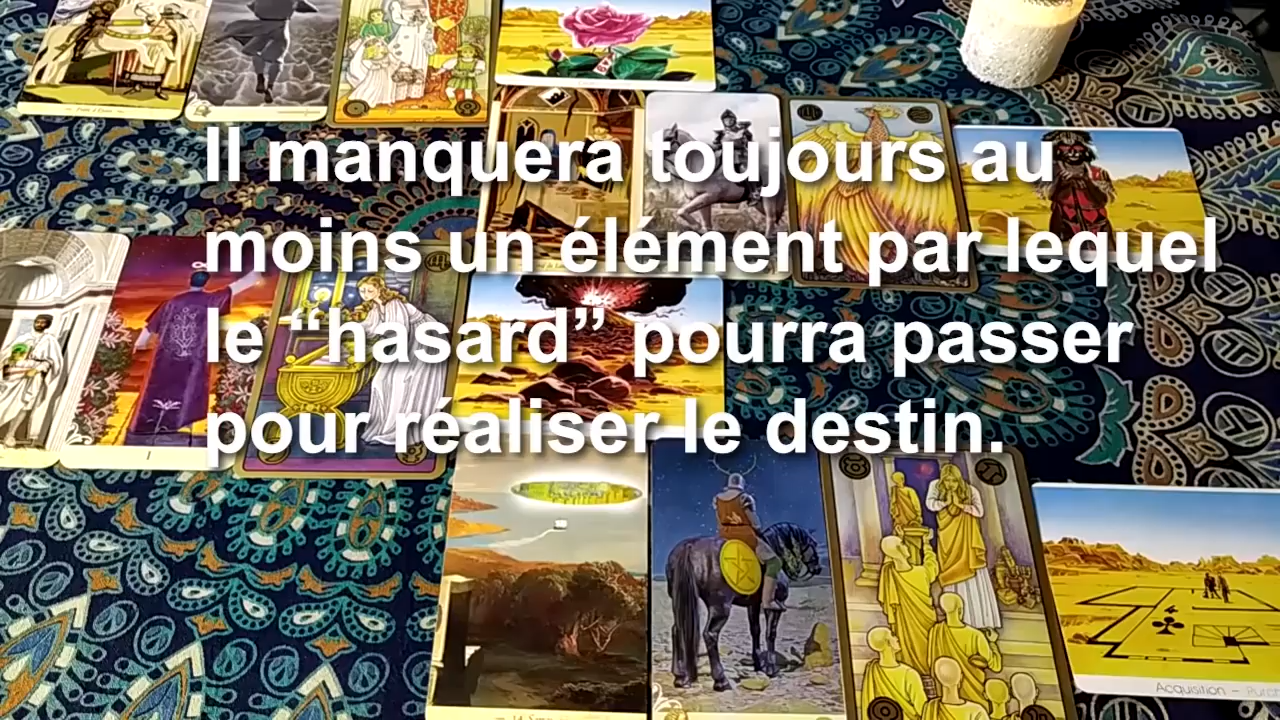 Il manquera toujours au
moins un élément par lequel
le “hasard” pourra passer
pour réaliser le destin.
Acquisition –